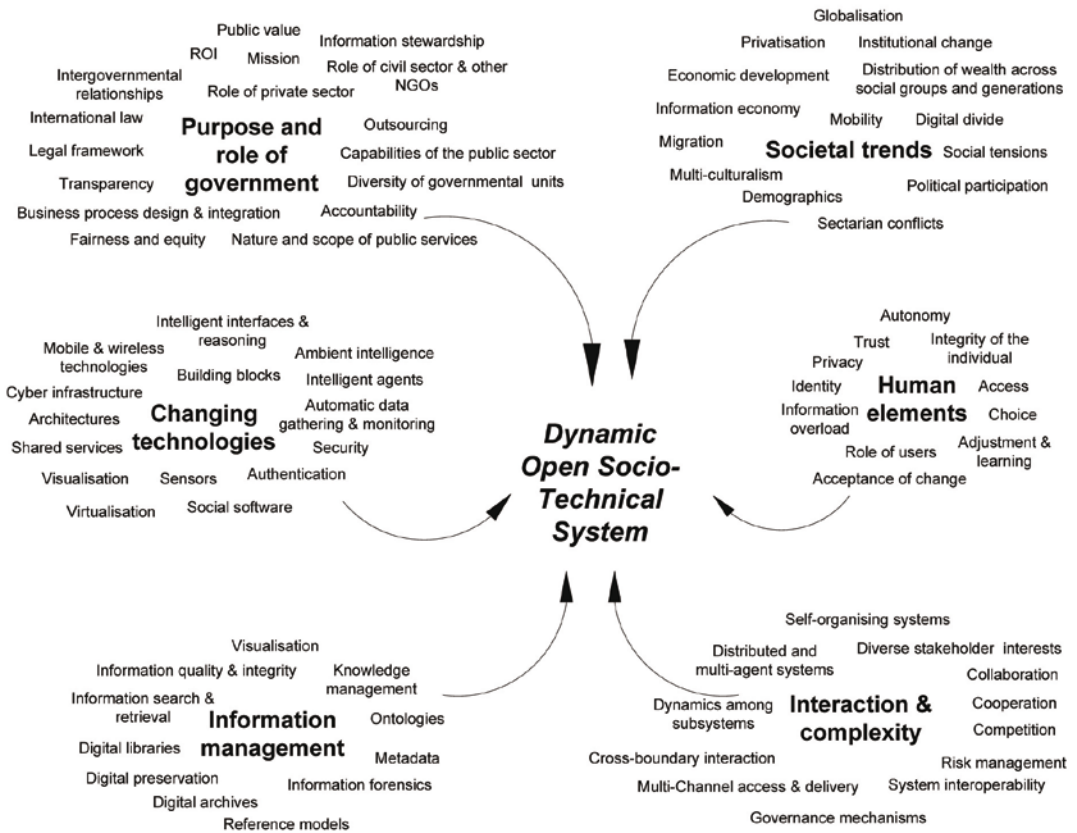 Public value
ROI
Mission
Information stewardship
Intergovernmental
relationships
Role of private sector
Role of civil sector & other
NGOs
International law
Purpose and
role of
government
Outsourcing
Legal framework
Capabilities of the public sector
Transparency
Diversity of governmental units
Business process design & integration
Accountability
Fairness and equity
Nature and scope of public services
Globalisation
Privatisation
Institutional change
Economic development
Distribution of wealth across
social groups and generations
Information economy
Mobility
Digital divide
Migration
Societal trends
Social tensions
Multi-culturalism
Political participation
Demographics
Sectarian conflicts
Intelligent interfaces &
reasoning
Mobile & wireless
technologies
Ambient intelligence
Building blocks
Intelligent agents
Cyber infrastructure
Architectures
Changing
technologies
Automatic data
gathering & monitoring
Shared services
Security
Visualisation
Sensors
Authentication
Virtualisation
Social software
Dynamic
Open Socio-
Technical
System
Autonomy
Trust
Integrity of the
individual
Privacy
Identity
Human
elements
Access
Information
overload
Choice
Role of users
Adjustment &
learning
Acceptance of change
Visualisation
Information quality & integrity
Knowledge
management
Information search &
retrieval
Information
management
Ontologies
Digital libraries
Metadata
Digital preservation
Information forensics
Digital archives
Reference models
Self-organising systems
Distributed and
multi-agent systems
Diverse stakeholder interests
Collaboration
Dynamics among
subsystems
Interaction &
complexity
Cooperation
Competition
Cross-boundary interaction
Risk management
Multi-Channel access & delivery
System interoperability
Governance mechanisms